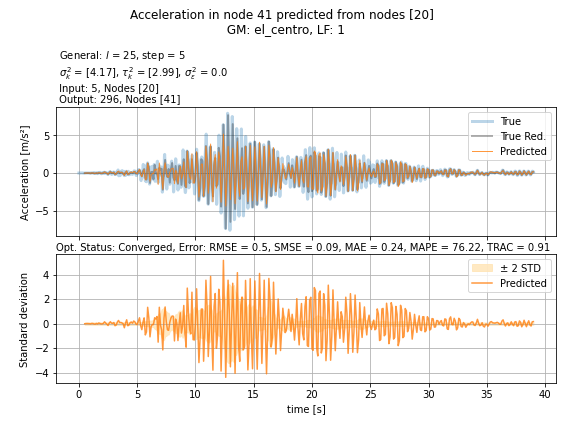 Acceleration in node 41 predicted from nodes [20]
GM: el_centro, LF: 1
General: l = 25, step = 5
σ²ₖ = [4.17], τ²ₖ = [2.99], σ²ε = 0.0
Input: 5, Nodes [20]
Output: 296, Nodes [41]
Acceleration [m/s²]
5
0
−5
True
True Red.
Predicted
Opt. Status: Converged, Error: RMSE = 0.5, SMSE = 0.09, MAE = 0.24, MAPE = 76.22, TRAC = 0.91
Standard deviation
4
2
0
−2
−4
± 2 STD
Predicted
0 5 10 15 20 25 30 35 40
time [s]